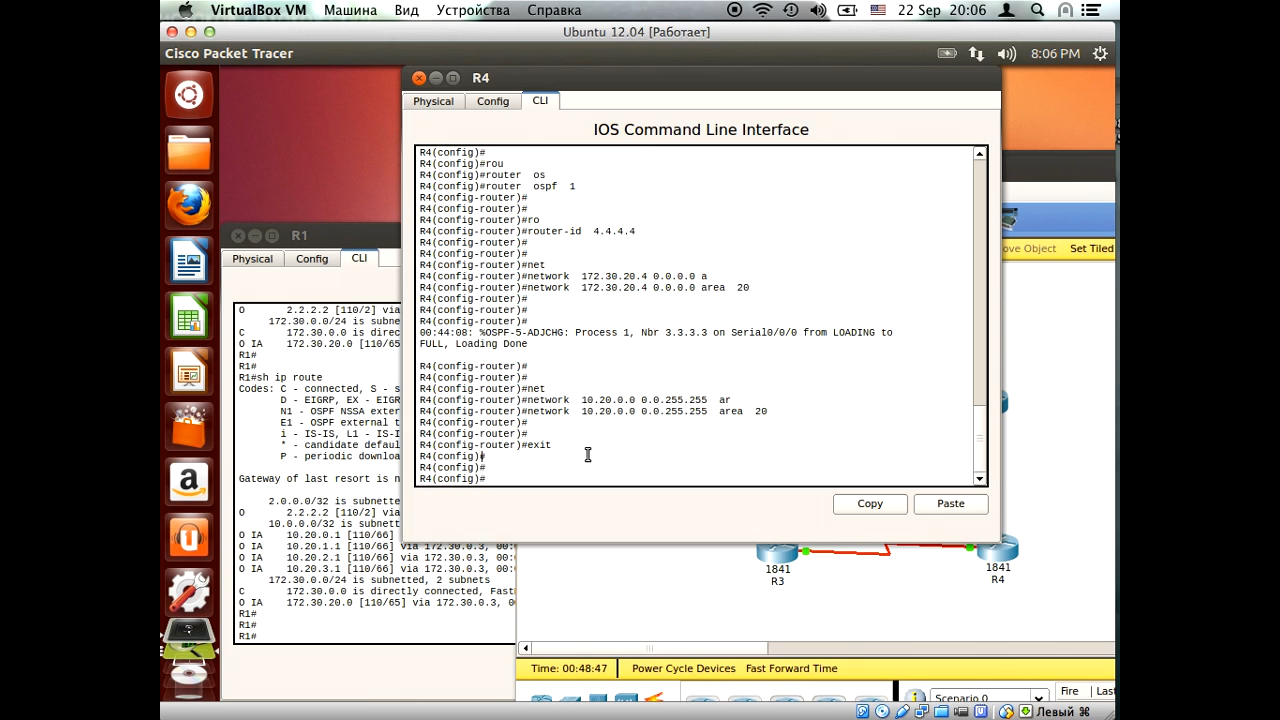 VirtualBox VM Машина Вид Устройства Справка 22 Sep 20:06
Ubuntu 12.04 [Работает]
Cisco Packet Tracer 8:06 PM
R4
Physical Config CLI
IOS Command Line Interface
R4(config)#
R4(config)#rou
R4(config)#router os
R4(config)#router ospf 1
R4(config-router)#
R4(config-router)#
R4(config-router)#ro
R4(config-router)#router-id 4.4.4.4
R4(config-router)#
R4(config-router)#
R4(config-router)#net
R4(config-router)#network 172.30.20.4 0.0.0.0 a
R4(config-router)#network 172.30.20.4 0.0.0.0 area 20
R4(config-router)#
R4(config-router)#
R4(config-router)#
00:44:08: %OSPF-5-ADJCHG: Process 1, Nbr 3.3.3.3 on Serial0/0/0 from LOADING to
FULL, Loading Done
R4(config-router)#
R4(config-router)#
R4(config-router)#net
R4(config-router)#network 10.20.0.0 0.0.255.255 ar
R4(config-router)#network 10.20.0.0 0.0.255.255 area 20
R4(config-router)#
R4(config-router)#
R4(config-router)#exit
R4(config)#
R4(config)#
R4(config)#
Copy Paste
R1
Physical Config CLI
O 2.2.2.2 [110/2] via
172.30.0.0/24 is subne
C 172.30.0.0 is direc
O IA 172.30.20.0 [110/65
R1#
R1#
R1#sh ip route
Codes: C - connected, S - s
D - EIGRP, EX - EIGR
N1 - OSPF NSSA exter
E1 - OSPF external t
i - IS-IS, L1 - IS-I
* - candidate defaul
P - periodic downloa
Gateway of last resort is n
2.0.0.0/32 is subnette
O 2.2.2.2 [110/2] via
10.0.0.0/32 is subnett
O IA 10.20.0.1 [110/66]
O IA 10.20.1.1 [110/66] via 172.30.0.3, 00:
O IA 10.20.2.1 [110/66] via 172.30.0.3, 00:
O IA 10.20.3.1 [110/66] via 172.30.0.3, 00:
172.30.0.0/24 is subnetted, 2 subnets
C 172.30.0.0 is directly connected, Fast
O IA 172.30.20.0 [110/65] via 172.30.0.3, 0
R1#
R1#
R1#
ove Object Set Tiled
1841
R3
1841
R4
Time: 00:48:47 Power Cycle Devices Fast Forward Time
Scenario 0
Fire Last
Левый ⌘